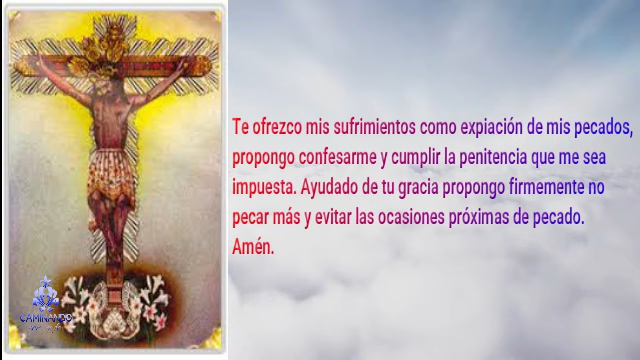 Te ofrezco mis sufrimientos como expiación de mis pecados,
propongo confesarme y cumplir la penitencia que me sea
impuesta. Ayudado de tu gracia propongo firmemente no
pecar más y evitar las ocasiones próximas de pecado.
Amén.
CAMINANDO